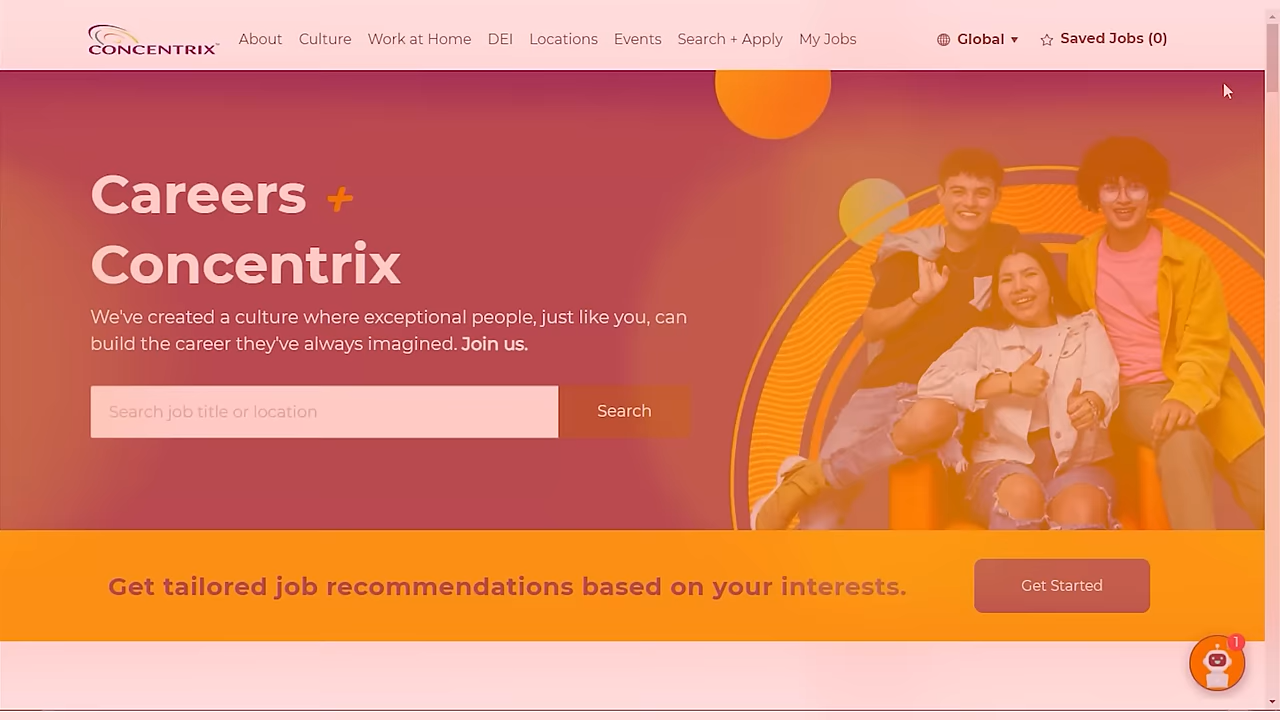 CONCENTRIX
About Culture Work at Home DEI Locations Events Search + Apply My Jobs Global Saved Jobs (0)
Careers +
Concentrix
We've created a culture where exceptional people, just like you, can
build the career they've always imagined. Join us.
Search job title or location Search
Get tailored job recommendations based on your interests. Get Started
1